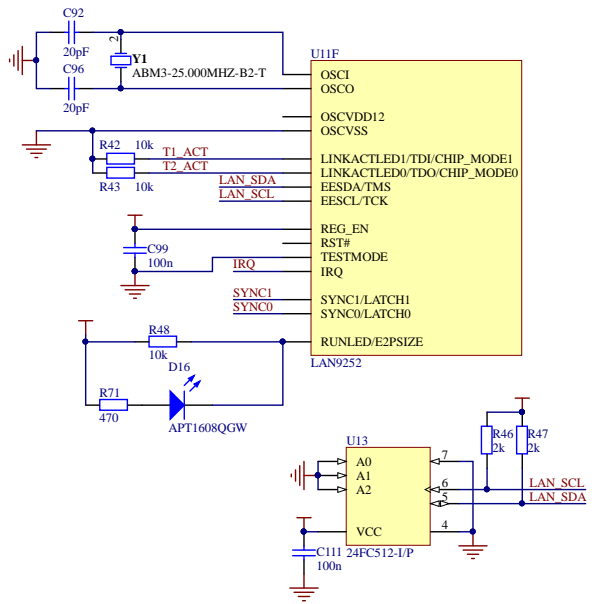 C92
20pF
2
Y1
ABM3-25.000MHZ-B2-T
C96
20pF
U11F
OSCI
OSCO
OSCVDD12
OSCVSS
R42 10k
T1_ACT
LINKACTLED1/TDI/CHIP_MODE1
T2_ACT
LINKACTLED0/TDO/CHIP_MODE0
R43 10k
LAN_SDA
EESDA/TMS
LAN_SCL
EESCL/TCK
REG_EN
RST#
C99
100n
TESTMODE
IRQ
IRQ
SYNC1
SYNC1/LATCH1
SYNC0
SYNC0/LATCH0
R48
10k
RUNLED/E2PSIZE
LAN9252
D16
R71
470
APT1608QGW
U13
R46
2k
R47
2k
A0
A1
A2
7
6
5
4
LAN_SCL
LAN_SDA
VCC
24FC512-I/P
C111
100n